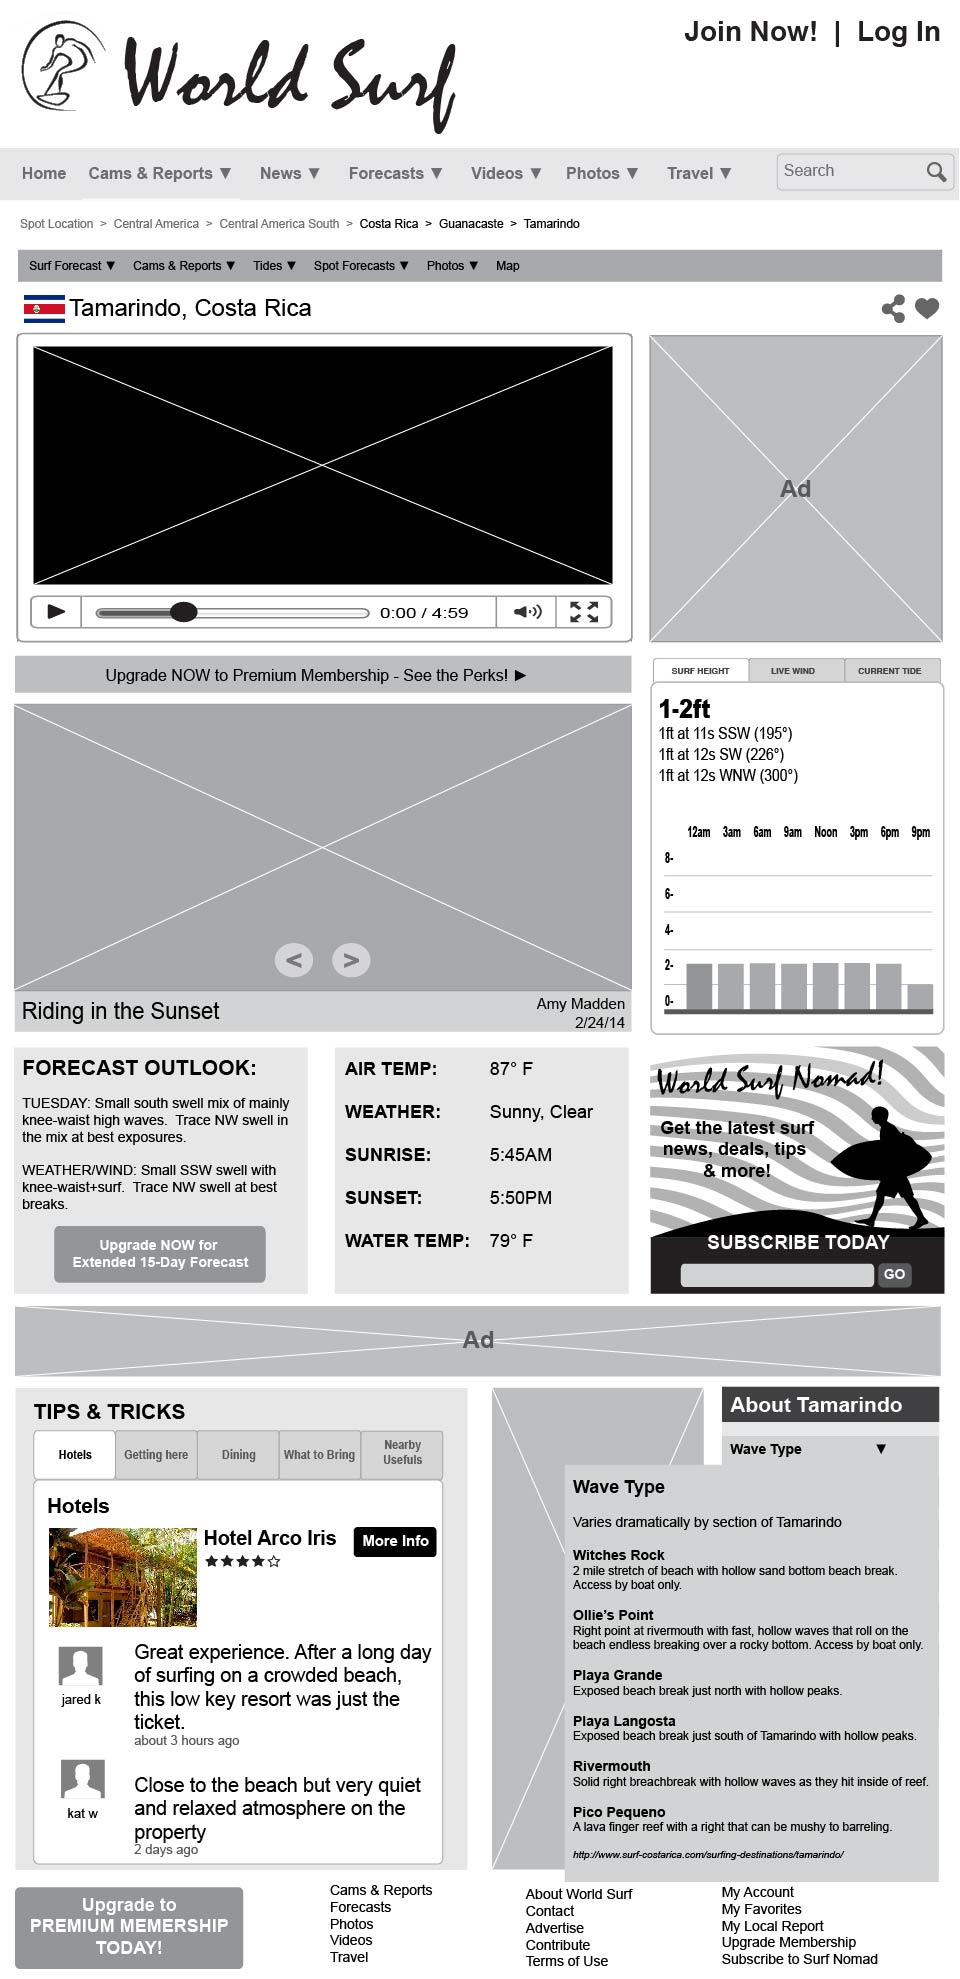 World Surf
Join Now! | Log In
Home Cams & Reports ▼ News ▼ Forecasts ▼ Videos ▼ Photos ▼ Travel ▼ Search
Spot Location > Central America > Central America South > Costa Rica > Guanacaste > Tamarindo
Surf Forecast ▼ Cams & Reports ▼ Tides ▼ Spot Forecasts ▼ Photos ▼ Map
Tamarindo, Costa Rica
Ad
0:00 / 4:59
Upgrade NOW to Premium Membership - See the Perks! ►
SURF HEIGHT LIVE WIND CURRENT TIDE
1-2ft
1ft at 11s SSW (195°)
1ft at 12s SW (226°)
1ft at 12s WNW (300°)
12am 3am 6am 9am Noon 3pm 6pm 9pm
8-
6-
4-
2-
0-
< >
Riding in the Sunset
Amy Madden
2/24/14
FORECAST OUTLOOK:
TUESDAY: Small south swell mix of mainly
knee-waist high waves. Trace NW swell in
the mix at best exposures.
WEATHER/WIND: Small SSW swell with
knee-waist+surf. Trace NW swell at best
breaks.
Upgrade NOW for
Extended 15-Day Forecast
AIR TEMP: 87° F
WEATHER: Sunny, Clear
SUNRISE: 5:45AM
SUNSET: 5:50PM
WATER TEMP: 79° F
World Surf Nomad!
Get the latest surf
news, deals, tips
& more!
SUBSCRIBE TODAY
GO
Ad
TIPS & TRICKS
Hotels Getting here Dining What to Bring Nearby
Usefuls
Hotels
Hotel Arco Iris More Info
jared k
Great experience. After a long day
of surfing on a crowded beach,
this low key resort was just the
ticket.
about 3 hours ago
kat w
Close to the beach but very quiet
and relaxed atmosphere on the
property
2 days ago
About Tamarindo
Wave Type ▼
Wave Type
Varies dramatically by section of Tamarindo
Witches Rock
2 mile stretch of beach with hollow sand bottom beach break.
Access by boat only.
Ollie's Point
Right point at rivermouth with fast, hollow waves that roll on the
beach endless breaking over a rocky bottom. Access by boat only.
Playa Grande
Exposed beach break just north with hollow peaks.
Playa Langosta
Exposed beach break just south of Tamarindo with hollow peaks.
Rivermouth
Solid right breachbreak with hollow waves as they hit inside of reef.
Pico Pequeno
A lava finger reef with a right that can be mushy to barreling.
http://www.surf-costarica.com/surfing-destinations/tamarindo/
Upgrade to
PREMIUM MEMERSHIP
TODAY!
Cams & Reports
Forecasts
Photos
Videos
Travel
About World Surf
Contact
Advertise
Contribute
Terms of Use
My Account
My Favorites
My Local Report
Upgrade Membership
Subscribe to Surf Nomad